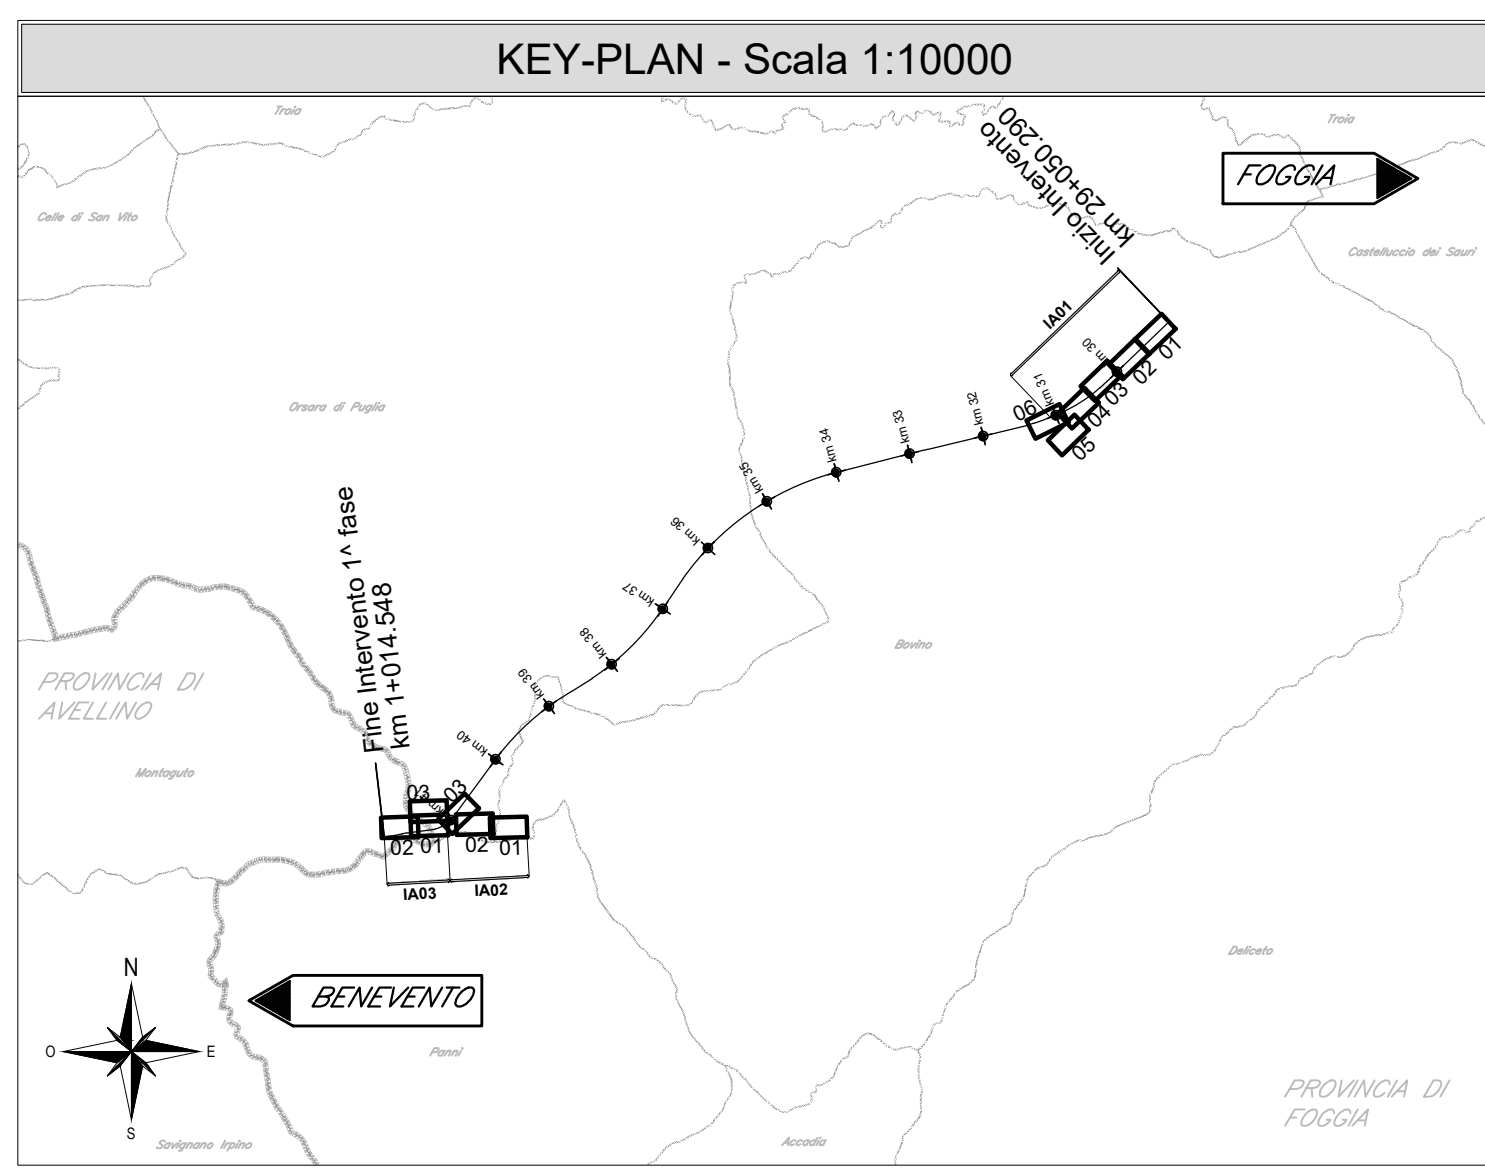 KEY-PLAN - Scala 1:10000
Troia
Troia
FOGGIA
Celle di San Vito
Castelluccio dei Sauri
Inizio Intervento
km 29+050.290
IA01
01
02
03
04
05
06
km 30
km 31
km 32
km 33
km 34
km 35
km 36
km 37
km 38
km 39
km 40
Orsara di Puglia
Bovino
Fine Intervento 1^ fase
km 1+014.548
PROVINCIA DI
AVELLINO
Montaguto
03
03
02
01
02
01
IA03
IA02
Deliceto
N
O
E
S
BENEVENTO
Panni
Savignano Irpino
Accadia
PROVINCIA DI
FOGGIA